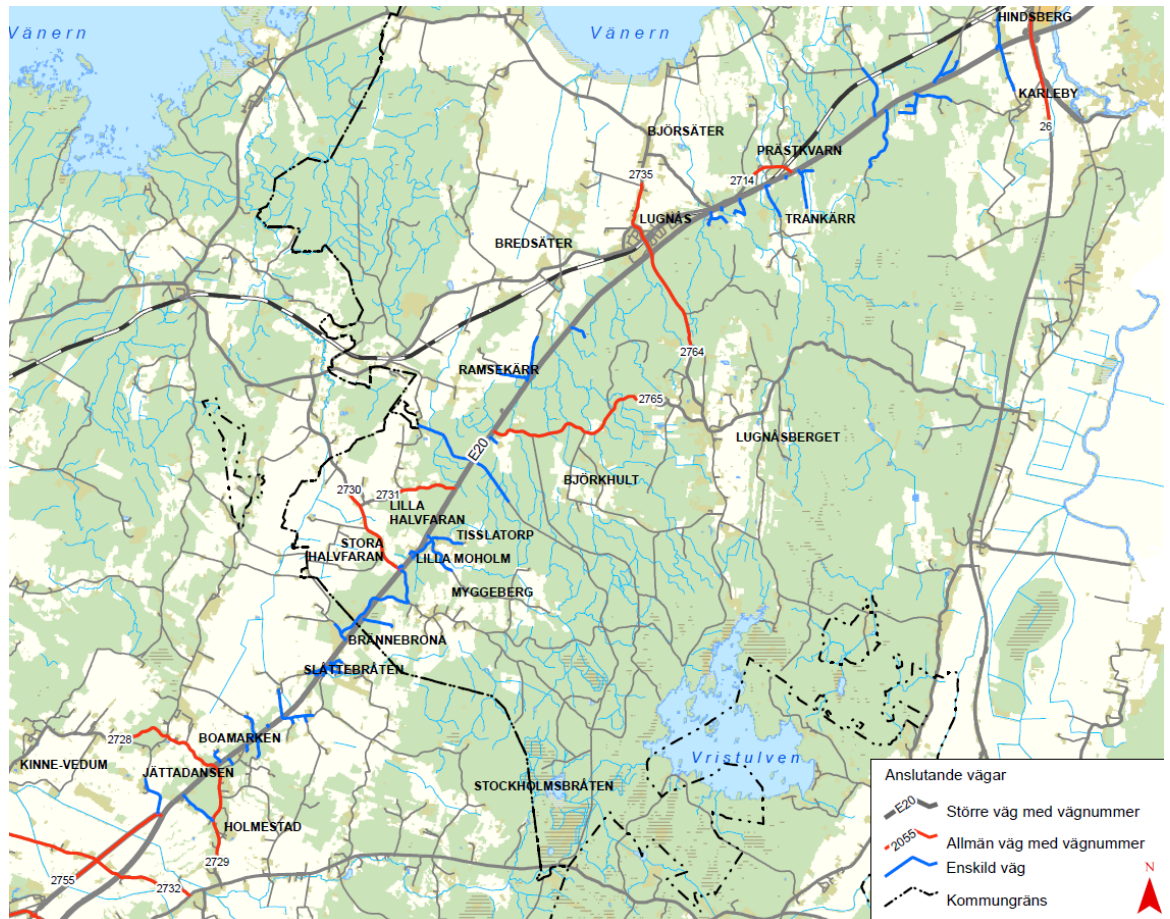 HINDSBERG
Vänern
Vänern
KARLEBY
26
BJÖRSÄTER
PRÄSTKVARN
2735
2714
LUGNÅS
TRANKÄRR
BREDSÄTER
2764
RAMSEKÄRR
2765
LUGNÅSBERGET
E20
BJÖRKHULT
2730
2731
LILLA
HALVFARAN
TISSLATORP
STORA
HALVFARAN
LILLA MOHOLM
MYGGEBERG
BRÄNNEBRONA
SLÄTTEBRÅTEN
2728
BOAMARKEN
KINNE-VEDUM
JÄTTADANSEN
Vristulven
STOCKHOLMSBRÅTEN
HOLMESTAD
2729
2755
2732
Anslutande vägar
E20 Större väg med vägnummer
2055 Allmän väg med vägnummer
Enskild väg
Kommungräns
N